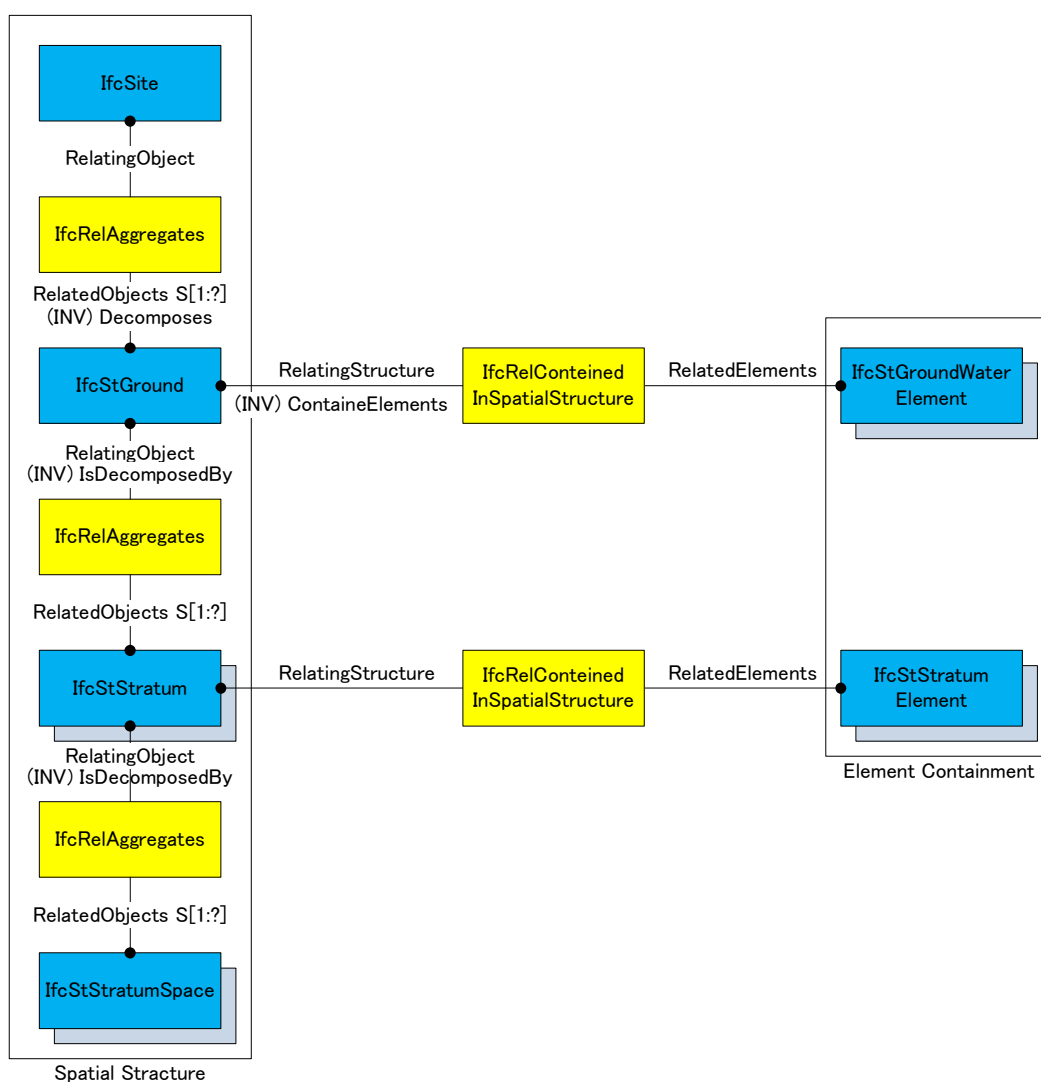 IfcSite
RelatingObject
IfcRelAggregates
RelatedObjects S[1:?]
(INV) Decomposes
IfcStGround
RelatingStructure
(INV) ContaineElements
IfcRelConteined
InSpatialStructure
RelatedElements
IfcStGroundWater
Element
RelatingObject
(INV) IsDecomposedBy
IfcRelAggregates
RelatedObjects S[1:?]
IfcStStratum
RelatingStructure
IfcRelConteined
InSpatialStructure
RelatedElements
IfcStStratum
Element
Element Containment
RelatingObject
(INV) IsDecomposedBy
IfcRelAggregates
RelatedObjects S[1:?]
IfcStStratumSpace
Spatial Stracture